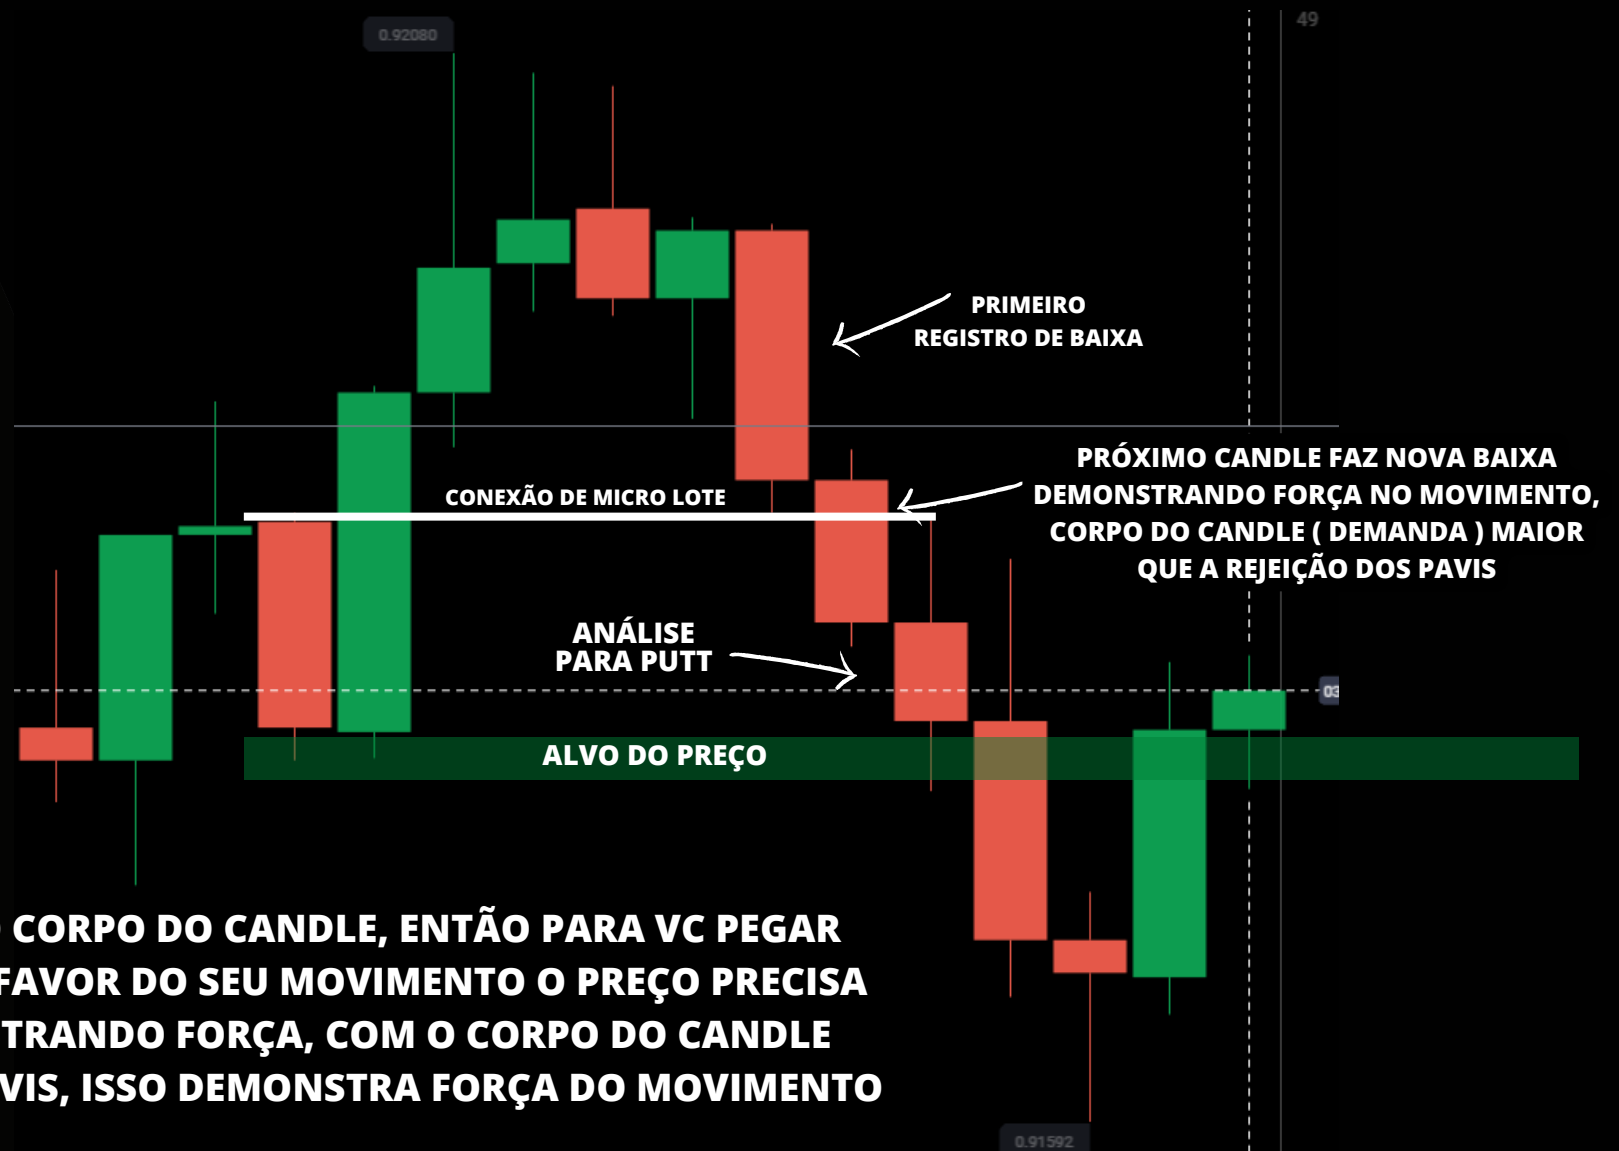 0.92080
49
PRIMEIRO
REGISTRO DE BAIXA
PRÓXIMO CANDLE FAZ NOVA BAIXA
DEMONSTRANDO FORÇA NO MOVIMENTO,
CORPO DO CANDLE ( DEMANDA ) MAIOR
QUE A REJEIÇÃO DOS PAVIS
CONEXÃO DE MICRO LOTE
ANÁLISE
PARA PUTT
03
ALVO DO PREÇO
CORPO DO CANDLE, ENTÃO PARA VC PEGAR
FAVOR DO SEU MOVIMENTO O PREÇO PRECISA
TRANDO FORÇA, COM O CORPO DO CANDLE
VIS, ISSO DEMONSTRA FORÇA DO MOVIMENTO
0.91592